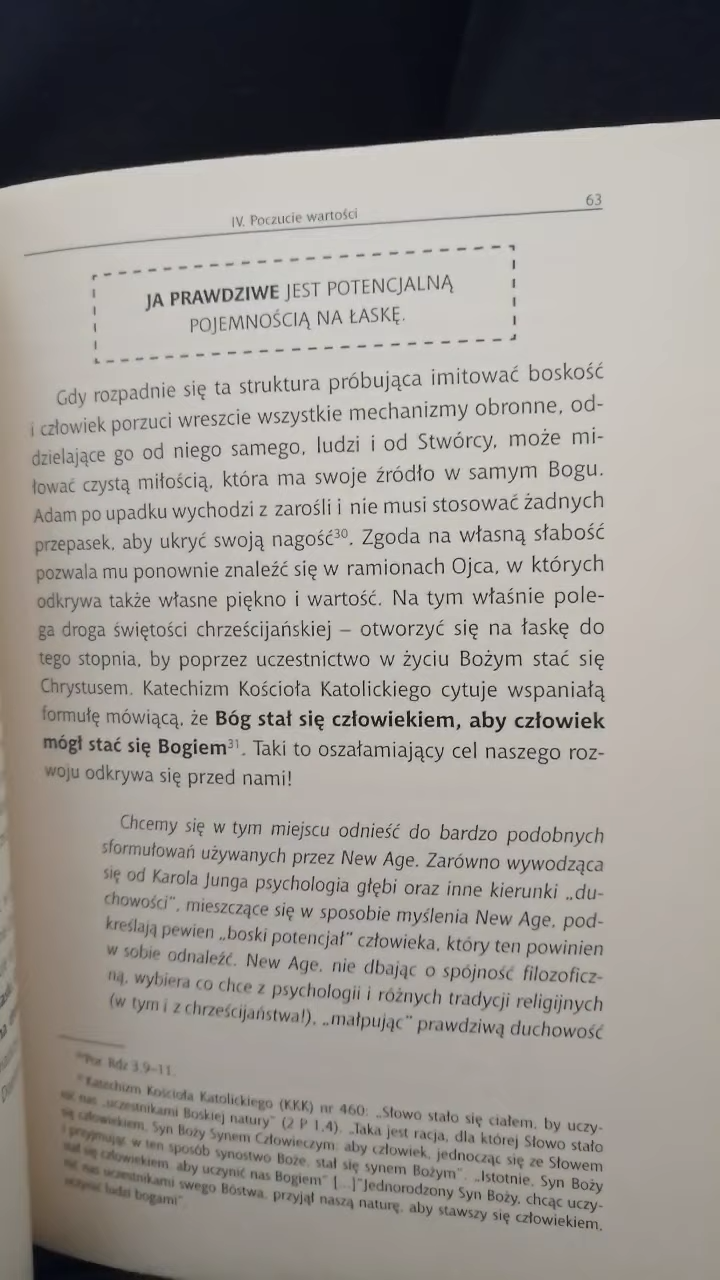 IV. Poczucie wartości
63
JA PRAWDZIWE JEST POTENCJALNĄ
POJEMNOŚCIĄ NA ŁASKĘ.
Gdy rozpadnie się ta struktura próbująca imitować boskość
i człowiek porzuci wreszcie wszystkie mechanizmy obronne, od-
dzielające go od niego samego, ludzi i od Stwórcy, może mi-
łować czystą miłością, która ma swoje źródło w samym Bogu.
Adam po upadku wychodzi z zarośli i nie musi stosować żadnych
przepasek, aby ukryć swoją nagość³⁰. Zgoda na własną słabość
pozwala mu ponownie znaleźć się w ramionach Ojca, w których
odkrywa także własne piękno i wartość. Na tym właśnie pole-
ga droga świętości chrześcijańskiej – otworzyć się na łaskę do
tego stopnia, by poprzez uczestnictwo w życiu Bożym stać się
Chrystusem. Katechizm Kościoła Katolickiego cytuje wspaniałą
formułę mówiącą, że Bóg stał się człowiekiem, aby człowiek
mógł stać się Bogiem³¹. Taki to oszałamiający cel naszego roz-
woju odkrywa się przed nami!
Chcemy się w tym miejscu odnieść do bardzo podobnych
sformułowań używanych przez New Age. Zarówno wywodząca
się od Karola Junga psychologia głębi oraz inne kierunki „du-
chowości", mieszczące się w sposobie myślenia New Age, pod-
kreślają pewien „boski potencjał" człowieka, który ten powinien
w sobie odnaleźć. New Age, nie dbając o spójność filozoficz-
ną, wybiera co chce z psychologii i różnych tradycji religijnych
(w tym i z chrześcijaństwa!), „małpując" prawdziwą duchowość
³⁰ Por. Rdz 3,9–11.
³¹ Katechizm Kościoła Katolickiego (KKK) nr 460: „Słowo stało się ciałem, by uczy-
nić nas „uczestnikami Boskiej natury" (2 P 1,4). „Taka jest racja, dla której Słowo stało
się człowiekiem, Syn Boży Synem Człowieczym: aby człowiek, jednocząc się ze Słowem
i przyjmując w ten sposób synostwo Boże, stał się synem Bożym". „Istotnie, Syn Boży
stał się człowiekiem, aby uczynić nas Bogiem" [...]"Jednorodzony Syn Boży, chcąc uczy-
nić nas uczestnikami swego Bóstwa, przyjął naszą naturę, aby stawszy się człowiekiem,
uczynić ludzi bogami"